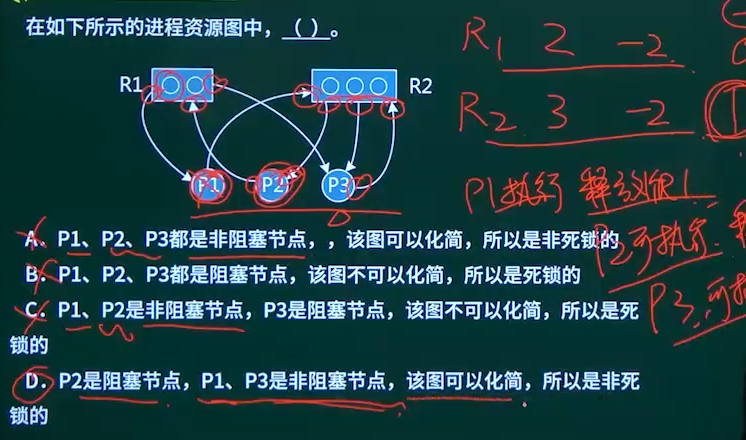 在如下所示的进程资源图中，（ ）。
R1 2 -2
R1
R2
R2 3 -2
P1
P2
P3
P1执行 释放R1
A．P1、P2、P3都是非阻塞节点，，该图可以化简，所以是非死锁的
P2可执行
B．P1、P2、P3都是阻塞节点，该图不可以化简，所以是死锁的
C．P1、P2是非阻塞节点，P3是阻塞节点，该图不可以化简，所以是死
锁的
P3
D．P2是阻塞节点，P1、P3是非阻塞节点，该图可以化简，所以是非死
锁的